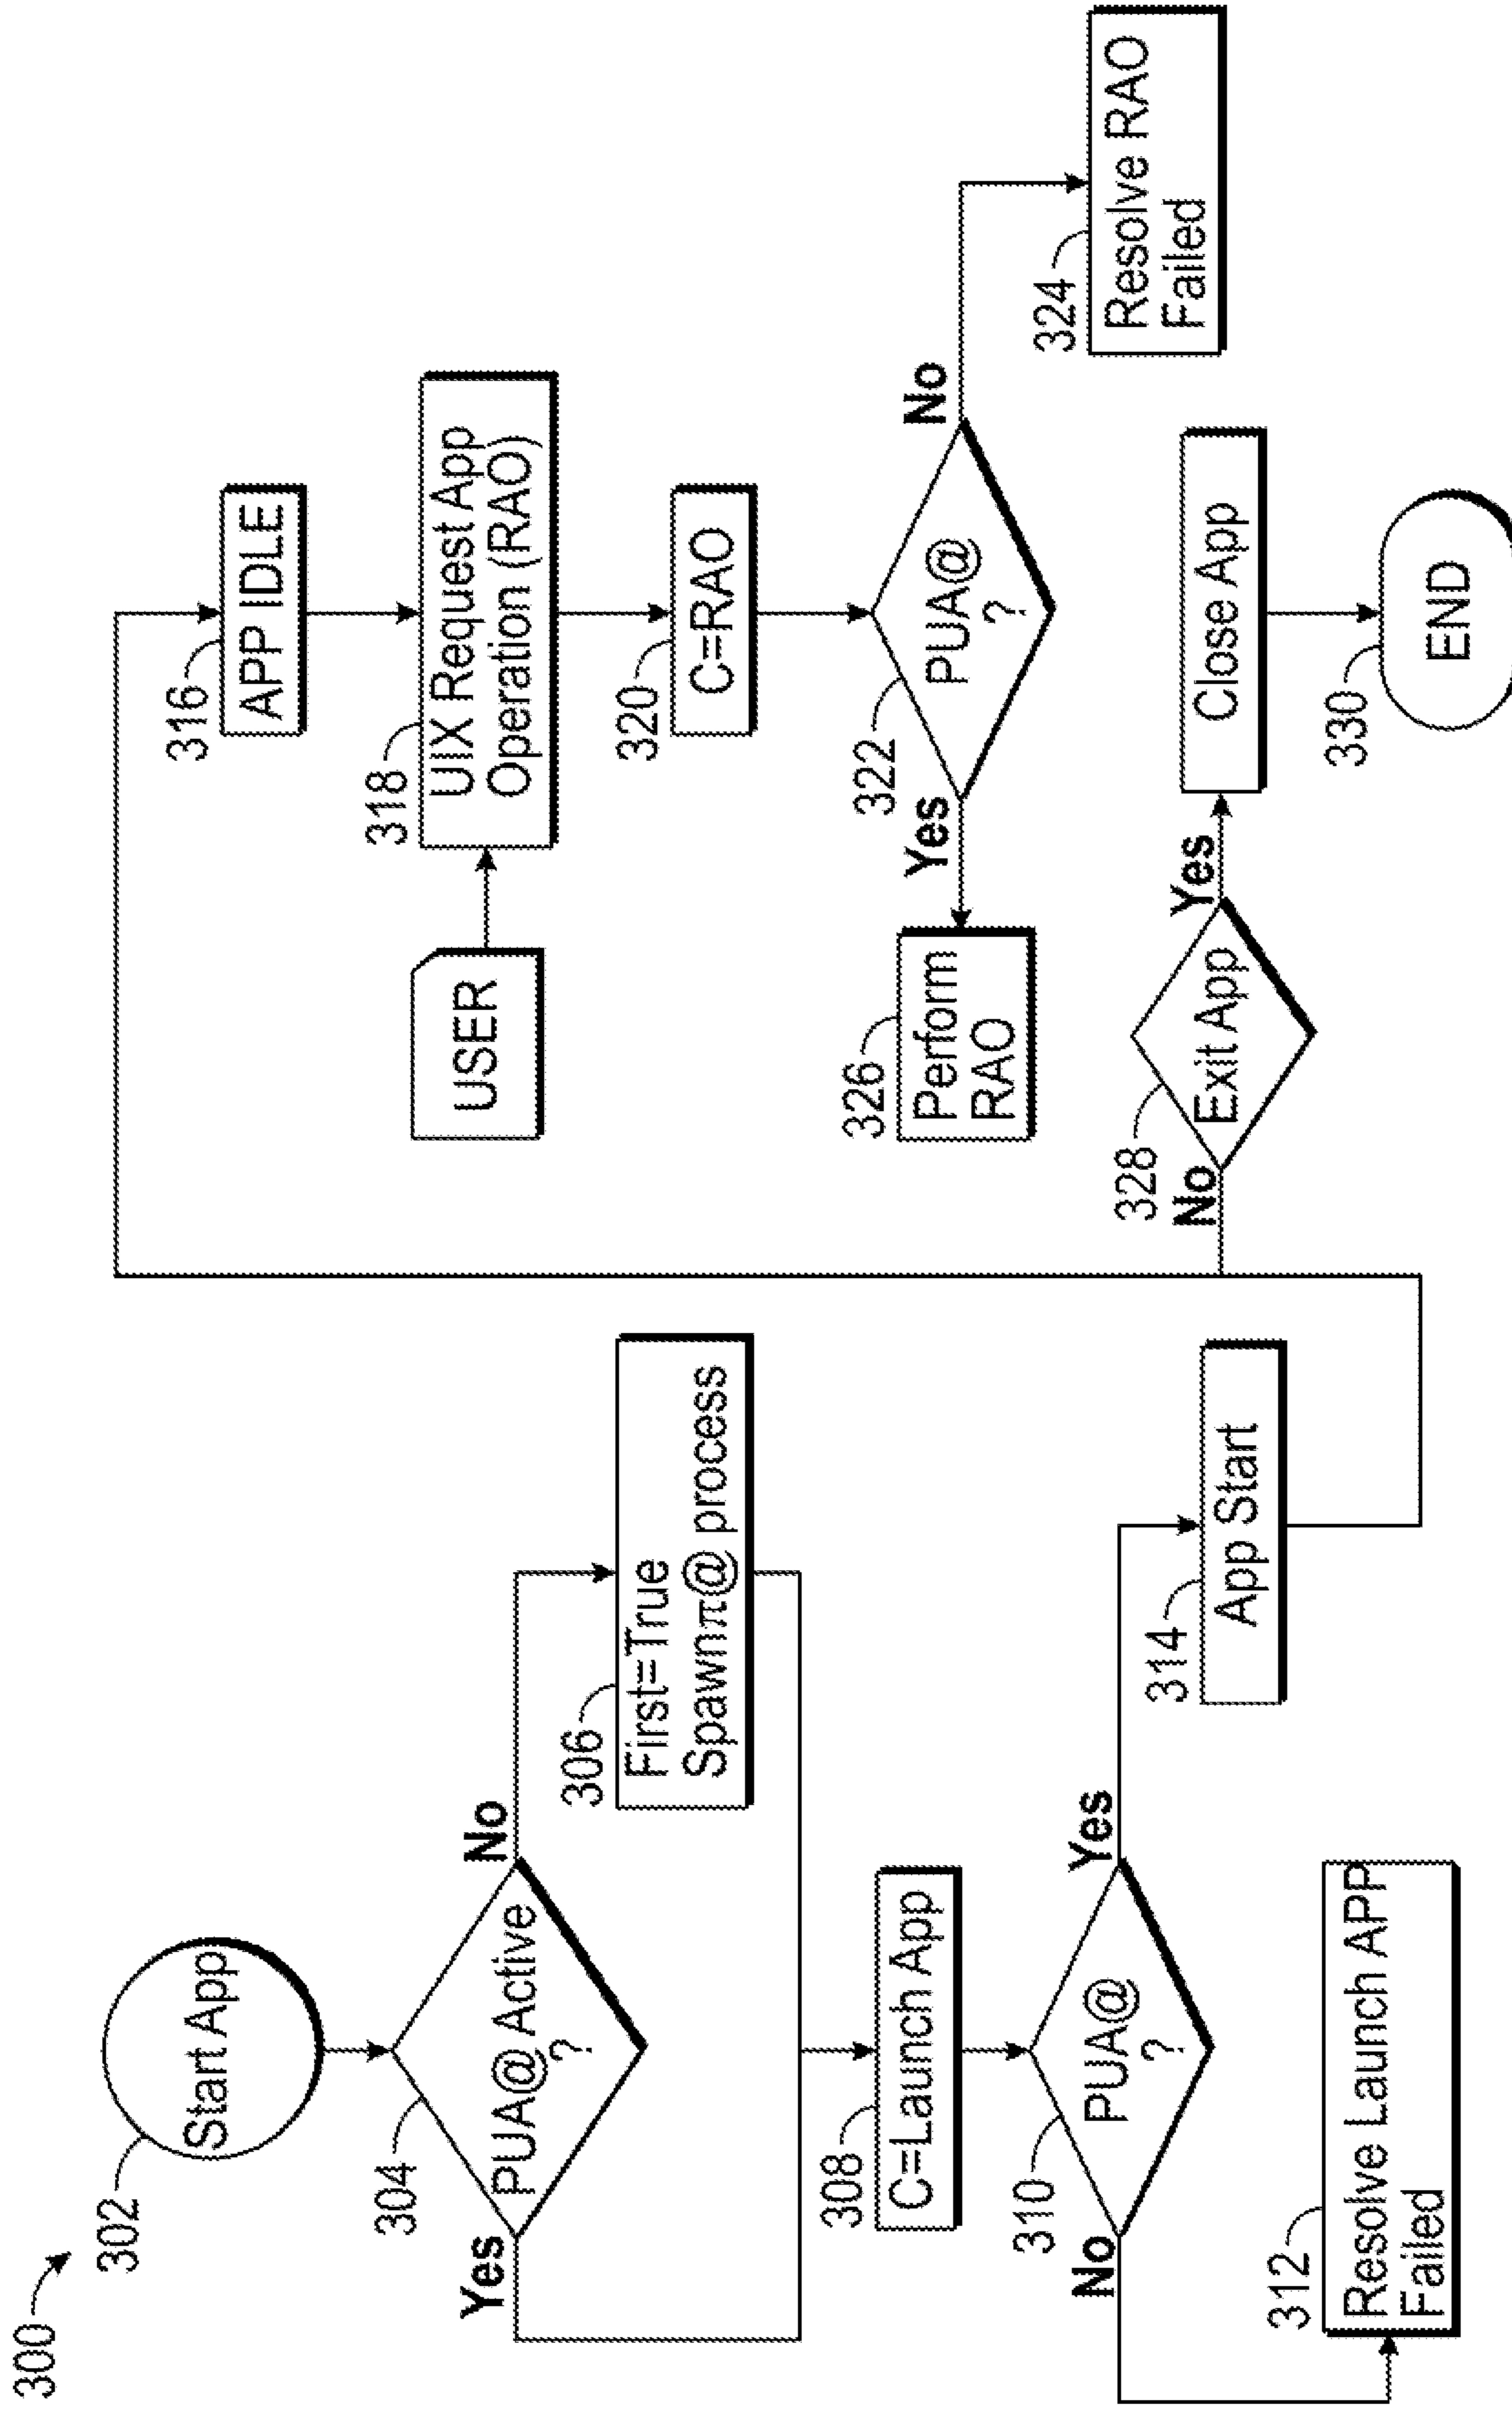 300
302
Start App
304
PUA@ Active
?
Yes
No
306
First=True
Spawnπ@ process
308
C=Launch App
310
PUA@
?
No
Yes
312
Resolve Launch APP
Failed
314
App Start
316
APP IDLE
318
UIX Request App
Operation (RAO)
USER
320
C=RAO
322
PUA@
?
Yes
No
324
Resolve RAO
Failed
326
Perform
RAO
328
Exit App
No
Yes
Close App
330
END